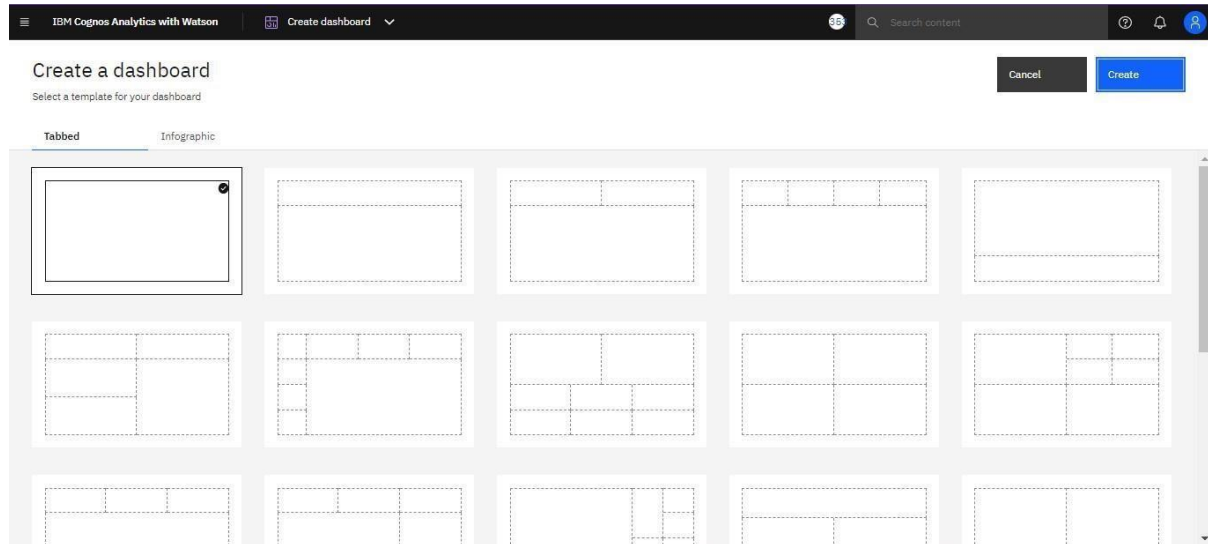 IBM Cognos Analytics with Watson
Create dashboard
Search content
Create a dashboard
Cancel
Create
Select a template for your dashboard
Tabbed
Infographic